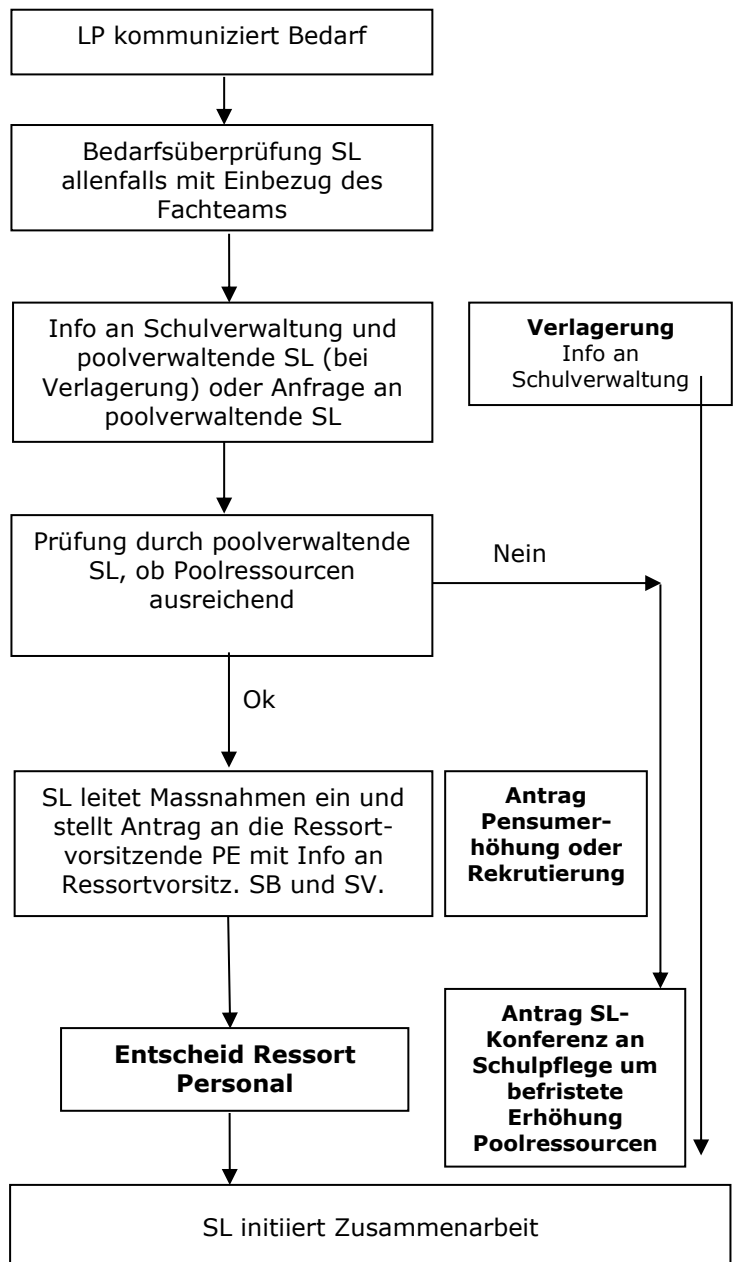 LP kommuniziert Bedarf
Bedarfsüberprüfung SL
allenfalls mit Einbezug des
Fachteams
Info an Schulverwaltung und
poolverwaltende SL (bei
Verlagerung) oder Anfrage an
poolverwaltende SL
Verlagerung
Info an
Schulverwaltung
Prüfung durch poolverwaltende
SL, ob Poolressourcen
ausreichend
Nein
Ok
SL leitet Massnahmen ein und
stellt Antrag an die Ressort-
vorsitzende PE mit Info an
Ressortvorsitz. SB und SV.
Antrag
Pensumer-
höhung oder
Rekrutierung
Entscheid Ressort
Personal
Antrag SL-
Konferenz an
Schulpflege um
befristete
Erhöhung
Poolressourcen
SL initiiert Zusammenarbeit